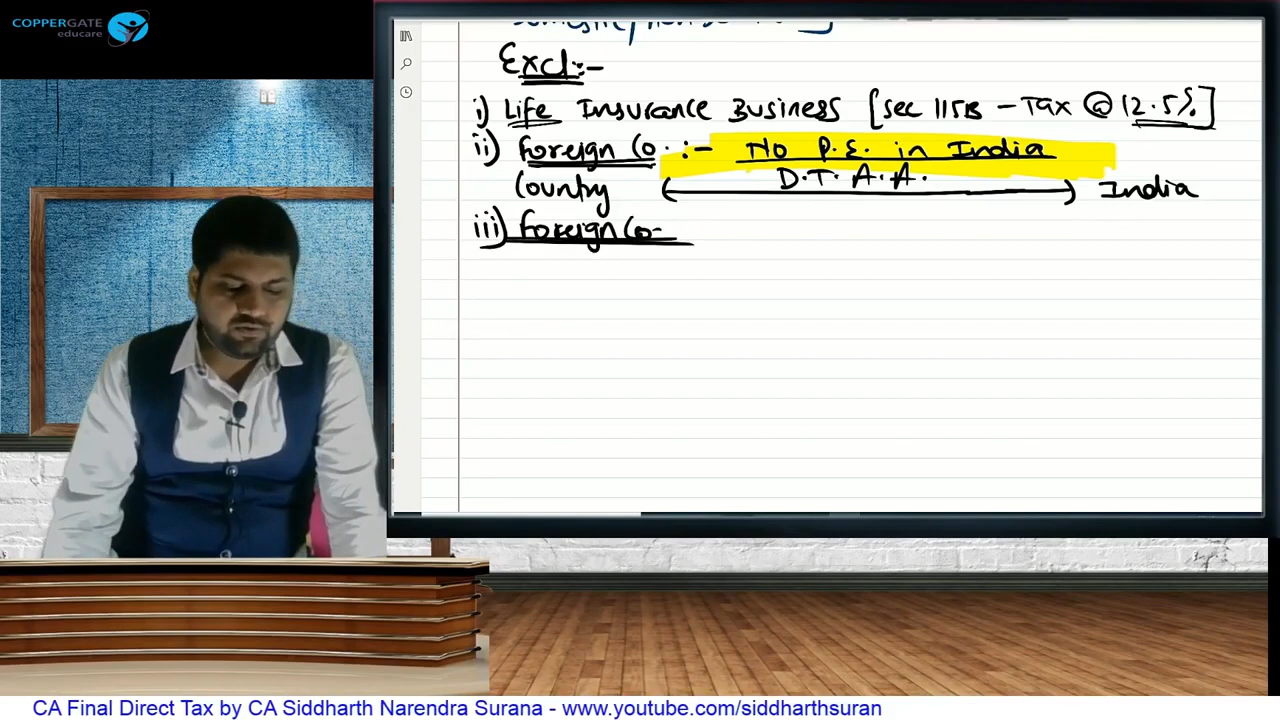 COPPERGATE
educare
Excl:-
i) Life Insurance Business [Sec 115B - Tax @ 12.5%]
ii) Foreign Co. :- No P.E. in India
Country D.T.A.A. India
iii) Foreign Co-
CA Final Direct Tax by CA Siddharth Narendra Surana - www.youtube.com/siddharthsuran